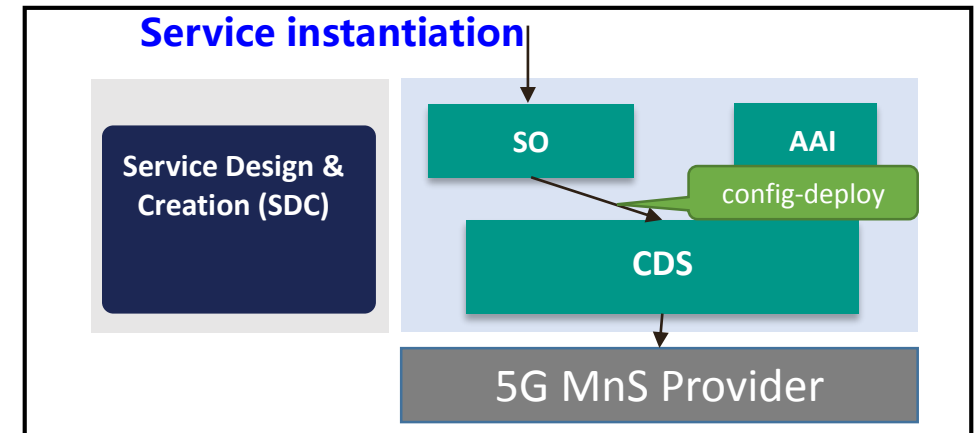 Service instantiation
SO
AAI
Service Design &
Creation (SDC)
config-deploy
CDS
5G MnS Provider